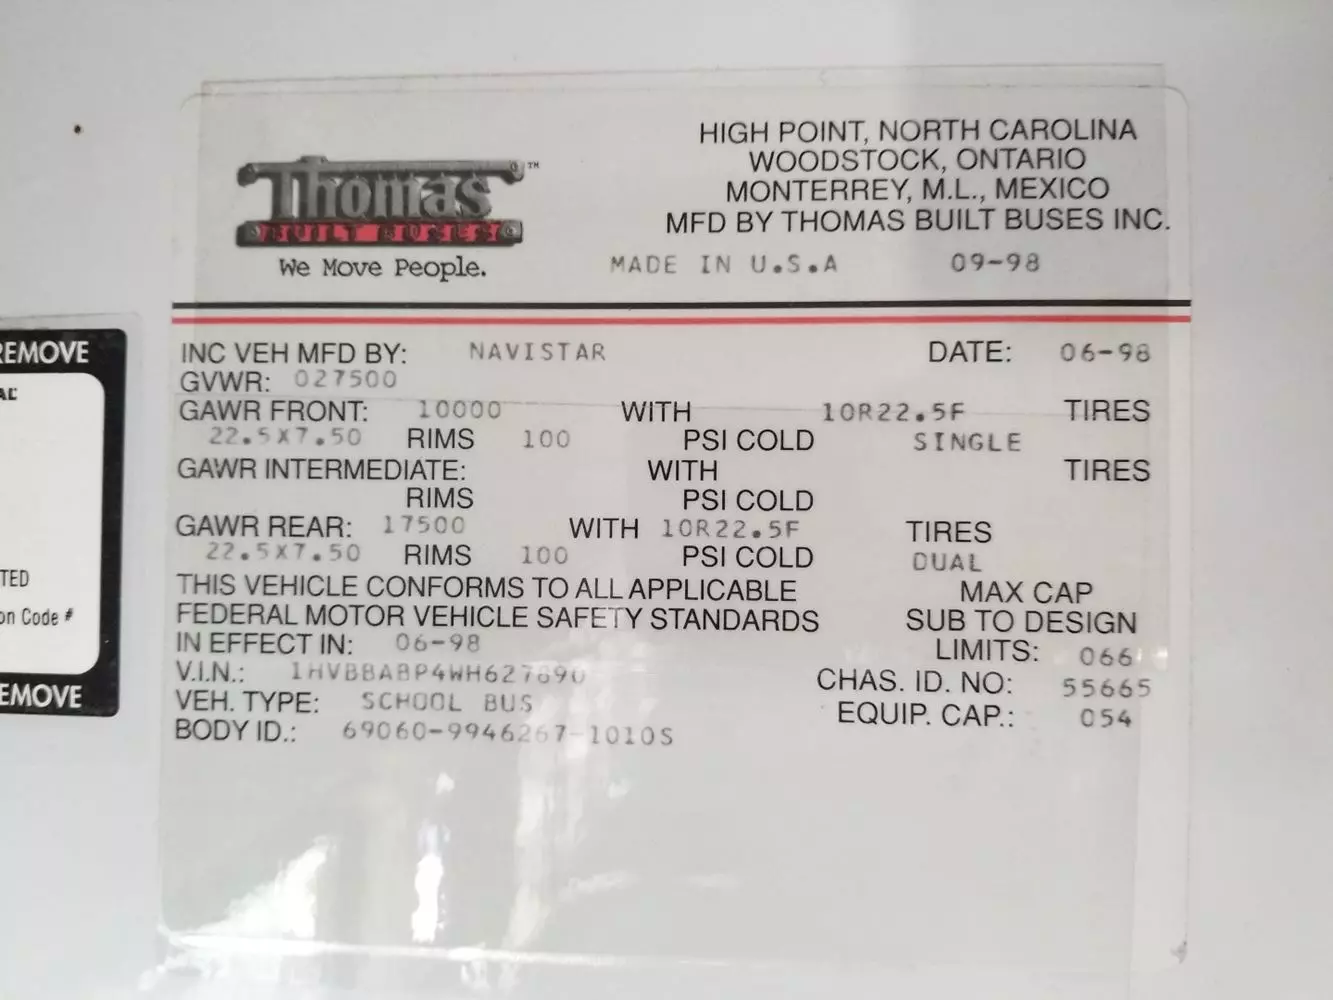 Thomas ™
BUILT BUSES
We Move People.
HIGH POINT, NORTH CAROLINA
WOODSTOCK, ONTARIO
MONTERREY, M.L., MEXICO
MFD BY THOMAS BUILT BUSES INC.
MADE IN U.S.A 09-98
INC VEH MFD BY: NAVISTAR DATE: 06-98
GVWR: 027500
GAWR FRONT: 10000 WITH 10R22.5F TIRES
22.5X7.50 RIMS 100 PSI COLD SINGLE
GAWR INTERMEDIATE: WITH TIRES
RIMS PSI COLD
GAWR REAR: 17500 WITH 10R22.5F TIRES
22.5X7.50 RIMS 100 PSI COLD DUAL
THIS VEHICLE CONFORMS TO ALL APPLICABLE
FEDERAL MOTOR VEHICLE SAFETY STANDARDS
IN EFFECT IN: 06-98
V.I.N.:
VEH. TYPE: SCHOOL BUS
BODY ID.: 69060-9946267-1010S
MAX CAP
SUB TO DESIGN
LIMITS: 066
CHAS. ID. NO: 55665
EQUIP. CAP.: 054
REMOVE
TED
on Code #
EMOVE